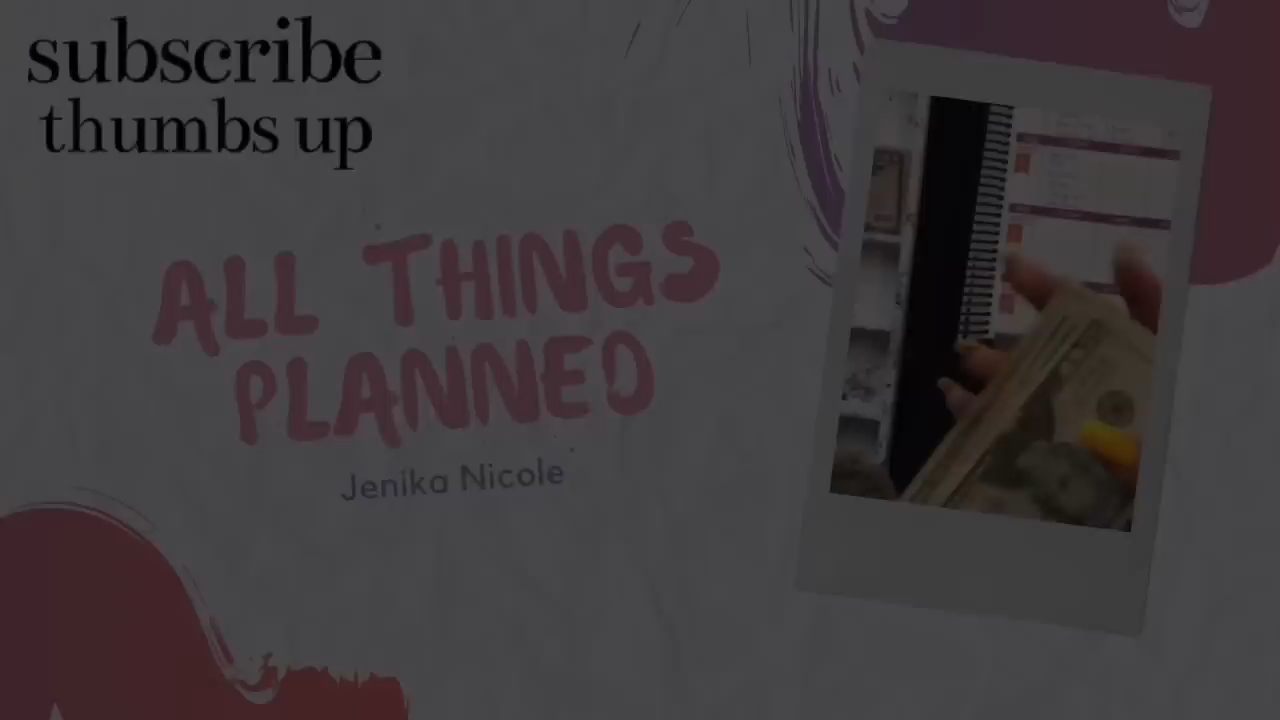 subscribe
thumbs up
ALL THINGS
PLANNED
Jenika Nicole